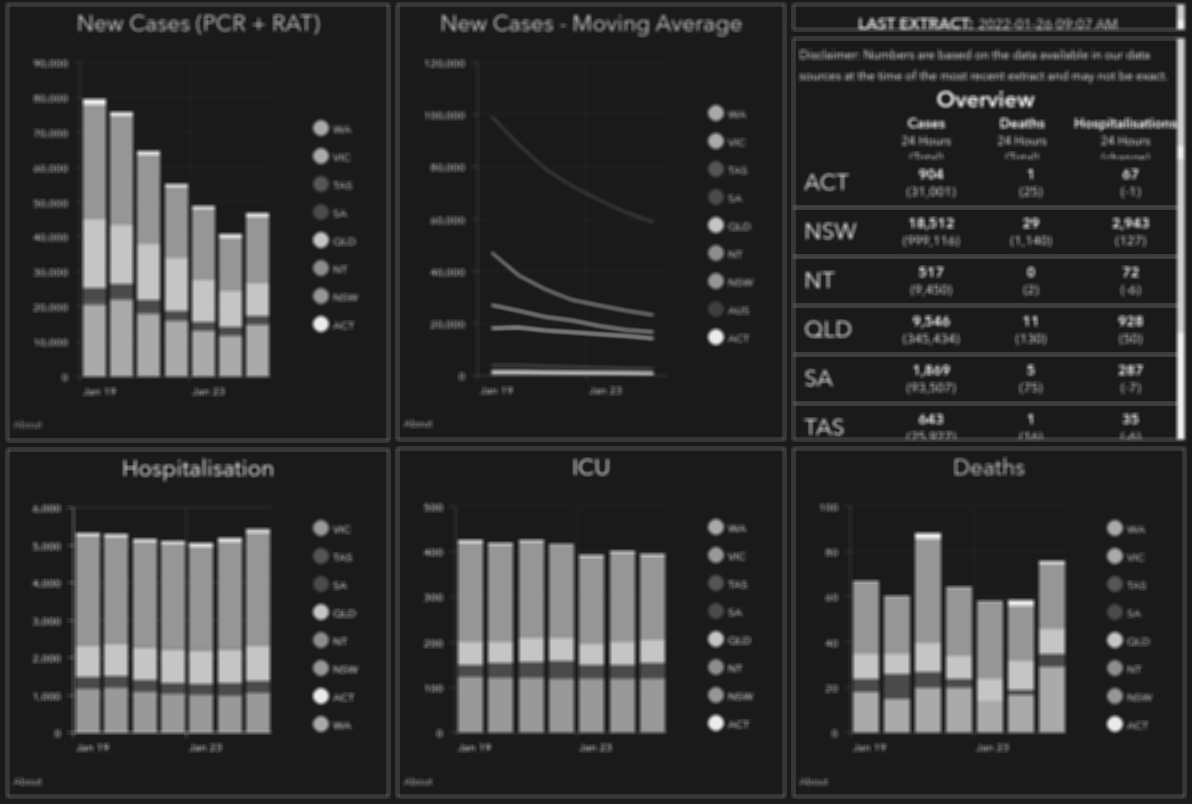 New Cases (PCR + RAT)
90,000
80,000
70,000
60,000
50,000
40,000
30,000
20,000
10,000
0
Jan 19
Jan 23
WA
VIC
TAS
SA
QLD
NT
NSW
ACT
About
New Cases - Moving Average
120,000
100,000
80,000
60,000
40,000
20,000
0
Jan 19
Jan 23
WA
VIC
TAS
SA
QLD
NT
NSW
AUS
ACT
About
LAST EXTRACT: 2022-01-26 09:07 AM
Disclaimer: Numbers are based on the data available in our data
sources at the time of the most recent extract and may not be exact.
Overview
Cases Deaths Hospitalisations
24 Hours 24 Hours 24 Hours
(Total) (Total) (change)
ACT 904 1 67
(31,001) (25) (-1)
NSW 18,512 29 2,943
(999,116) (1,140) (127)
NT 517 0 72
(9,450) (2) (-6)
QLD 9,546 11 928
(345,434) (130) (50)
SA 1,869 5 287
(93,507) (75) (-7)
TAS 643 1 35
Hospitalisation
6,000
5,000
4,000
3,000
2,000
1,000
0
Jan 19
Jan 23
VIC
TAS
SA
QLD
NT
NSW
ACT
WA
About
ICU
500
400
300
200
100
0
Jan 19
Jan 23
WA
VIC
TAS
SA
QLD
NT
NSW
ACT
About
Deaths
100
80
60
40
20
0
Jan 19
Jan 23
WA
VIC
TAS
SA
QLD
NT
NSW
ACT
About